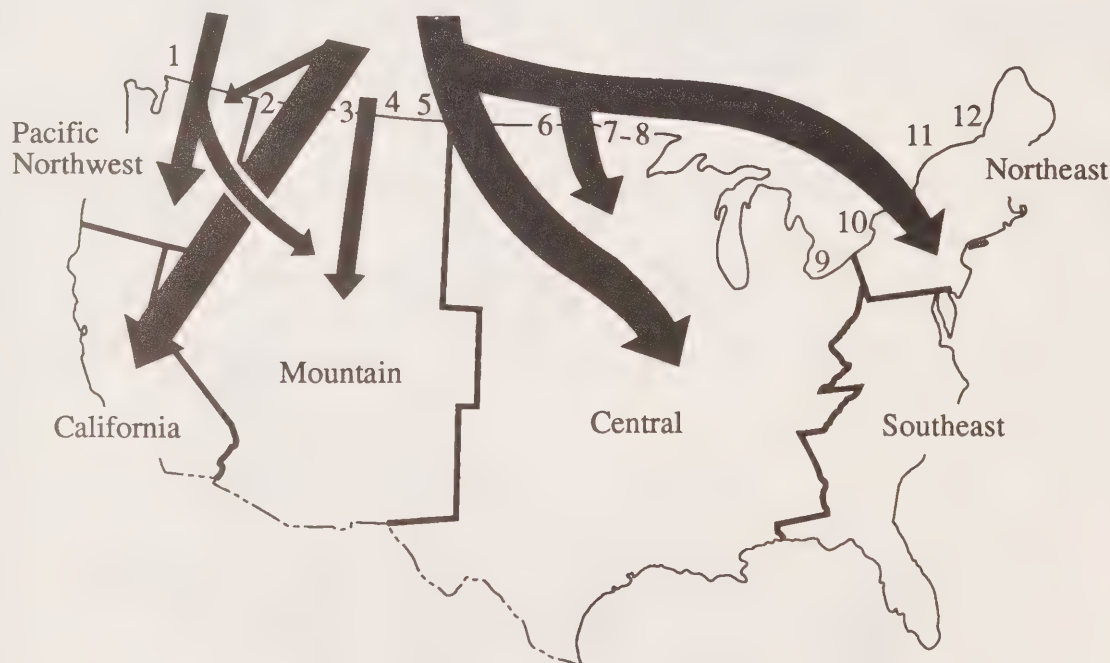 1
2
3
4
5
6
7-8
9
10
11
12
Pacific
Northwest
Northeast
Mountain
California
Central
Southeast